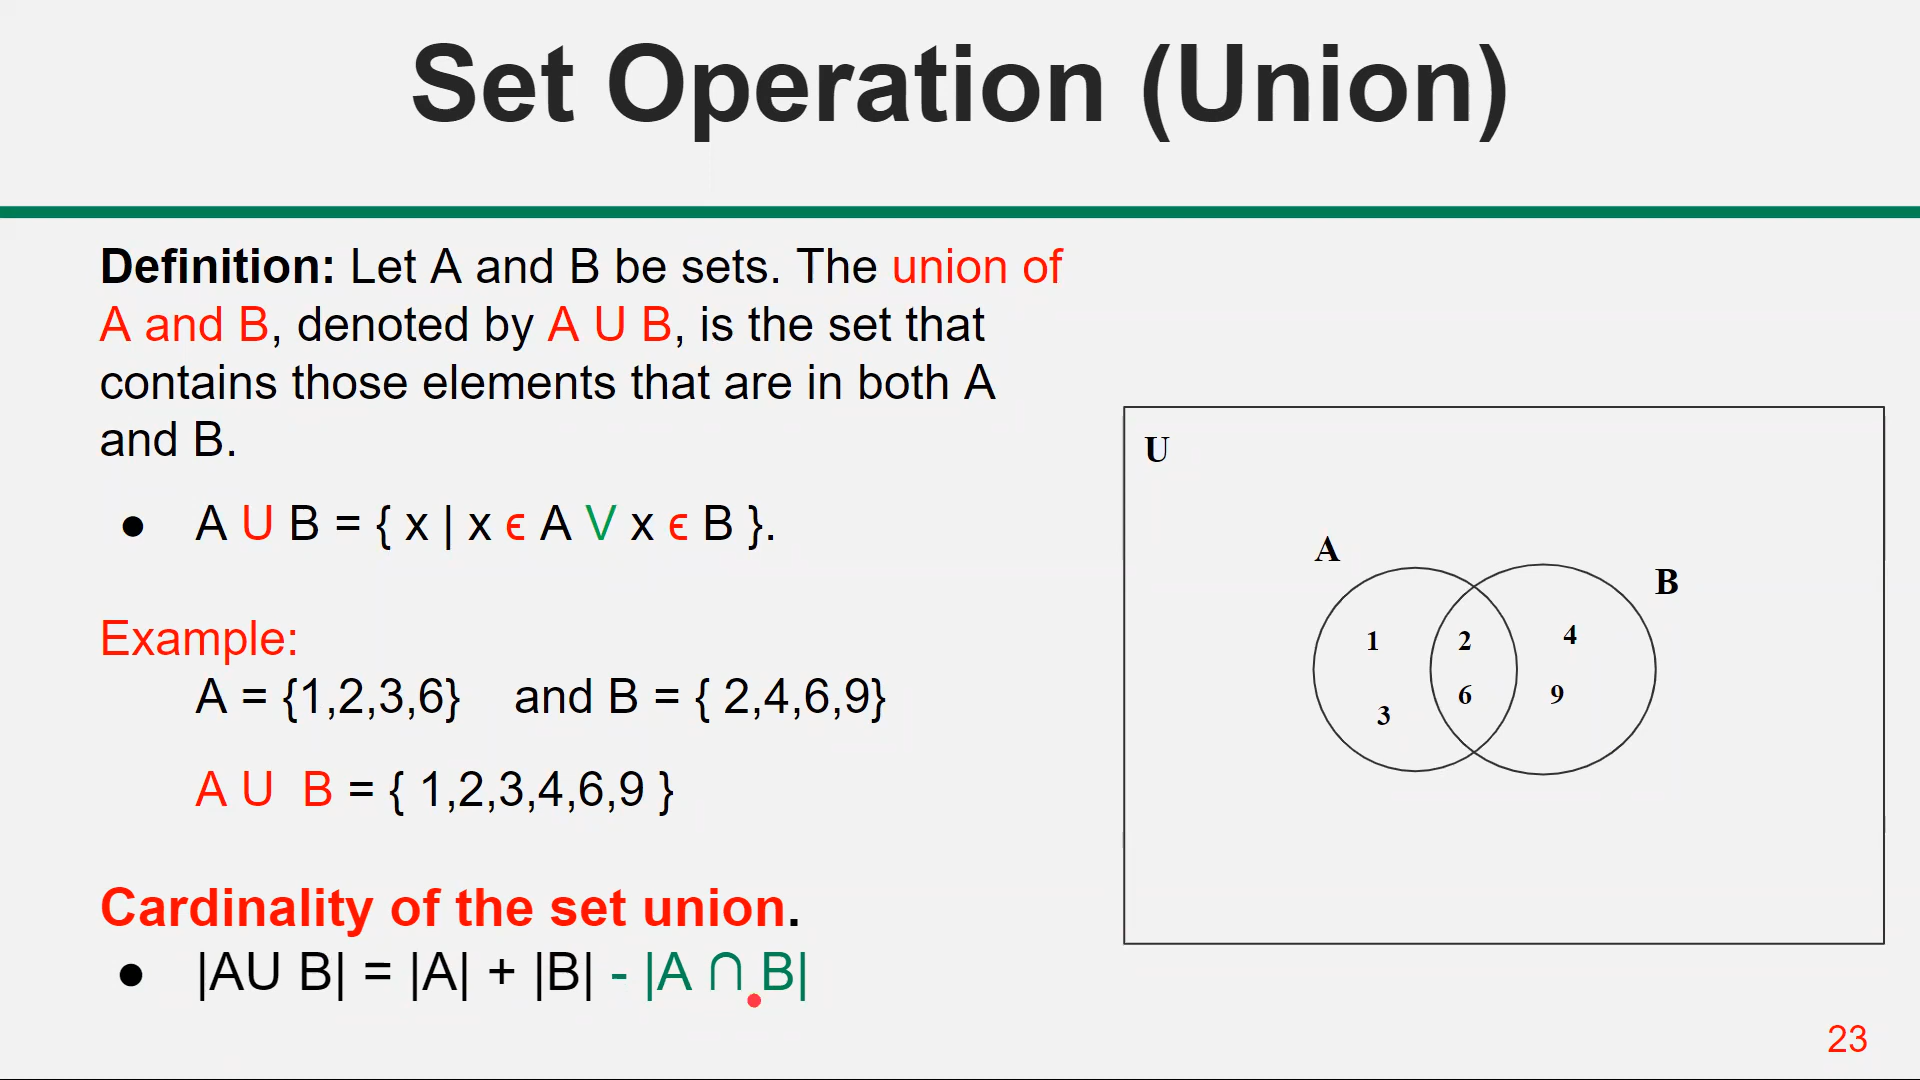 Set Operation (Union)
Definition: Let A and B be sets. The union of
A and B, denoted by A U B, is the set that
contains those elements that are in both A
and B.
● A U B = { x | x ϵ A V x ϵ B }.
Example:
A = {1,2,3,6} and B = { 2,4,6,9}
A U B = { 1,2,3,4,6,9 }
Cardinality of the set union.
● |AU B| = |A| + |B| - |A ∩ B|
U
A
B
1
2
4
3
6
9
23